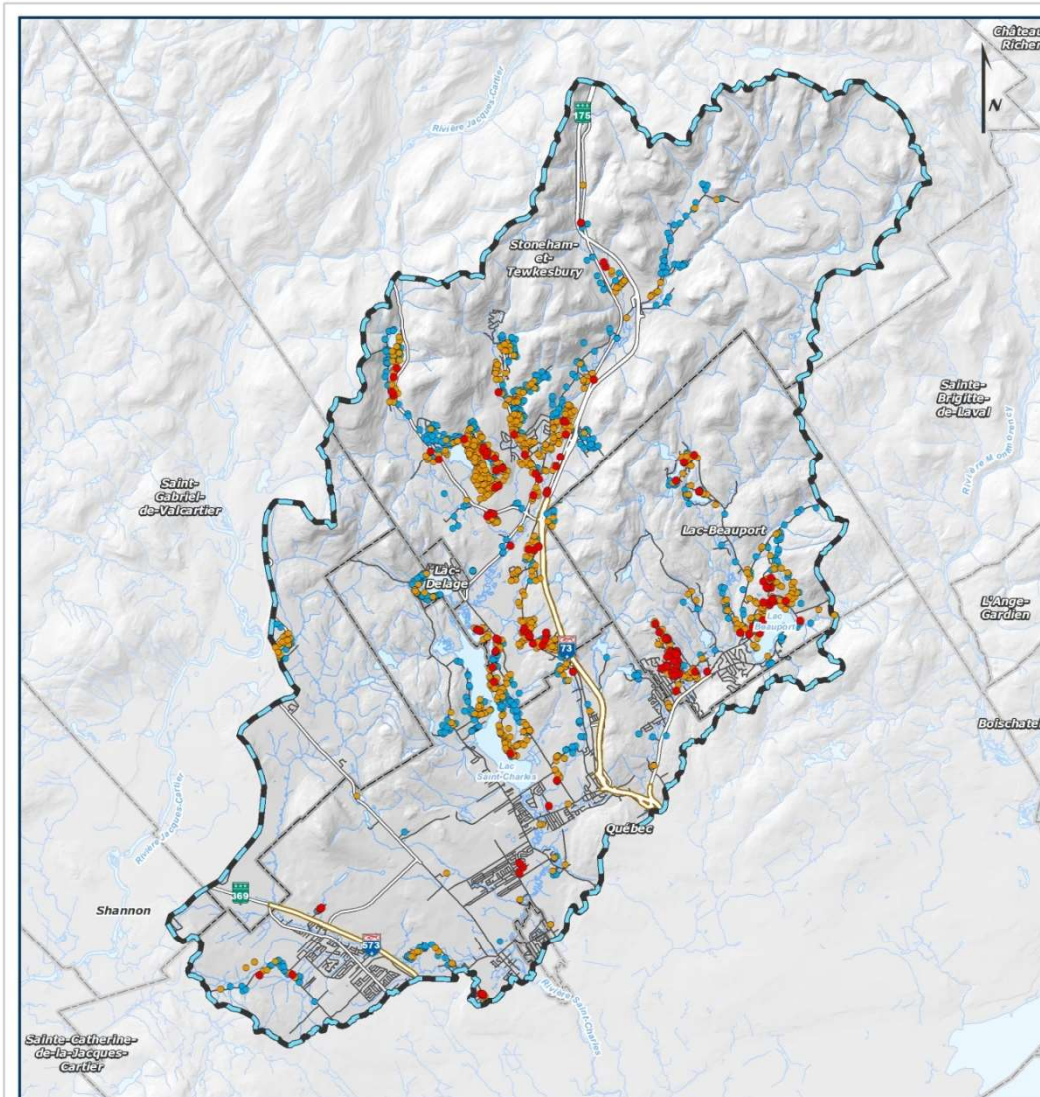 Château
Richer
N
Rivière Jacques-Cartier
175
Stoneham-
et-
Tewkesbury
Sainte-
Brigitte-
de-Laval
Rivière Montmorency
Saint-
Gabriel-
de-Valcartier
Lac-Beauport
Lac-
Delage
L'Ange-
Gardien
Lac
Beauport
73
Boischatel
Lac
Saint-Charles
Rivière Jacques-Cartier
Québec
369
Shannon
573
Rivière Saint-Charles
Sainte-Catherine-
de-la-Jacques-
Cartier